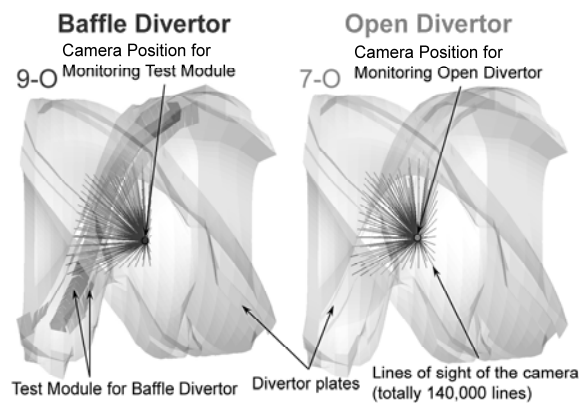 Baffle Divertor
Camera Position for
Monitoring Test Module
9-O
Open Divertor
Camera Position for
Monitoring Open Divertor
7-O
Test Module for Baffle Divertor
Divertor plates
Lines of sight of the camera
(totally 140,000 lines)